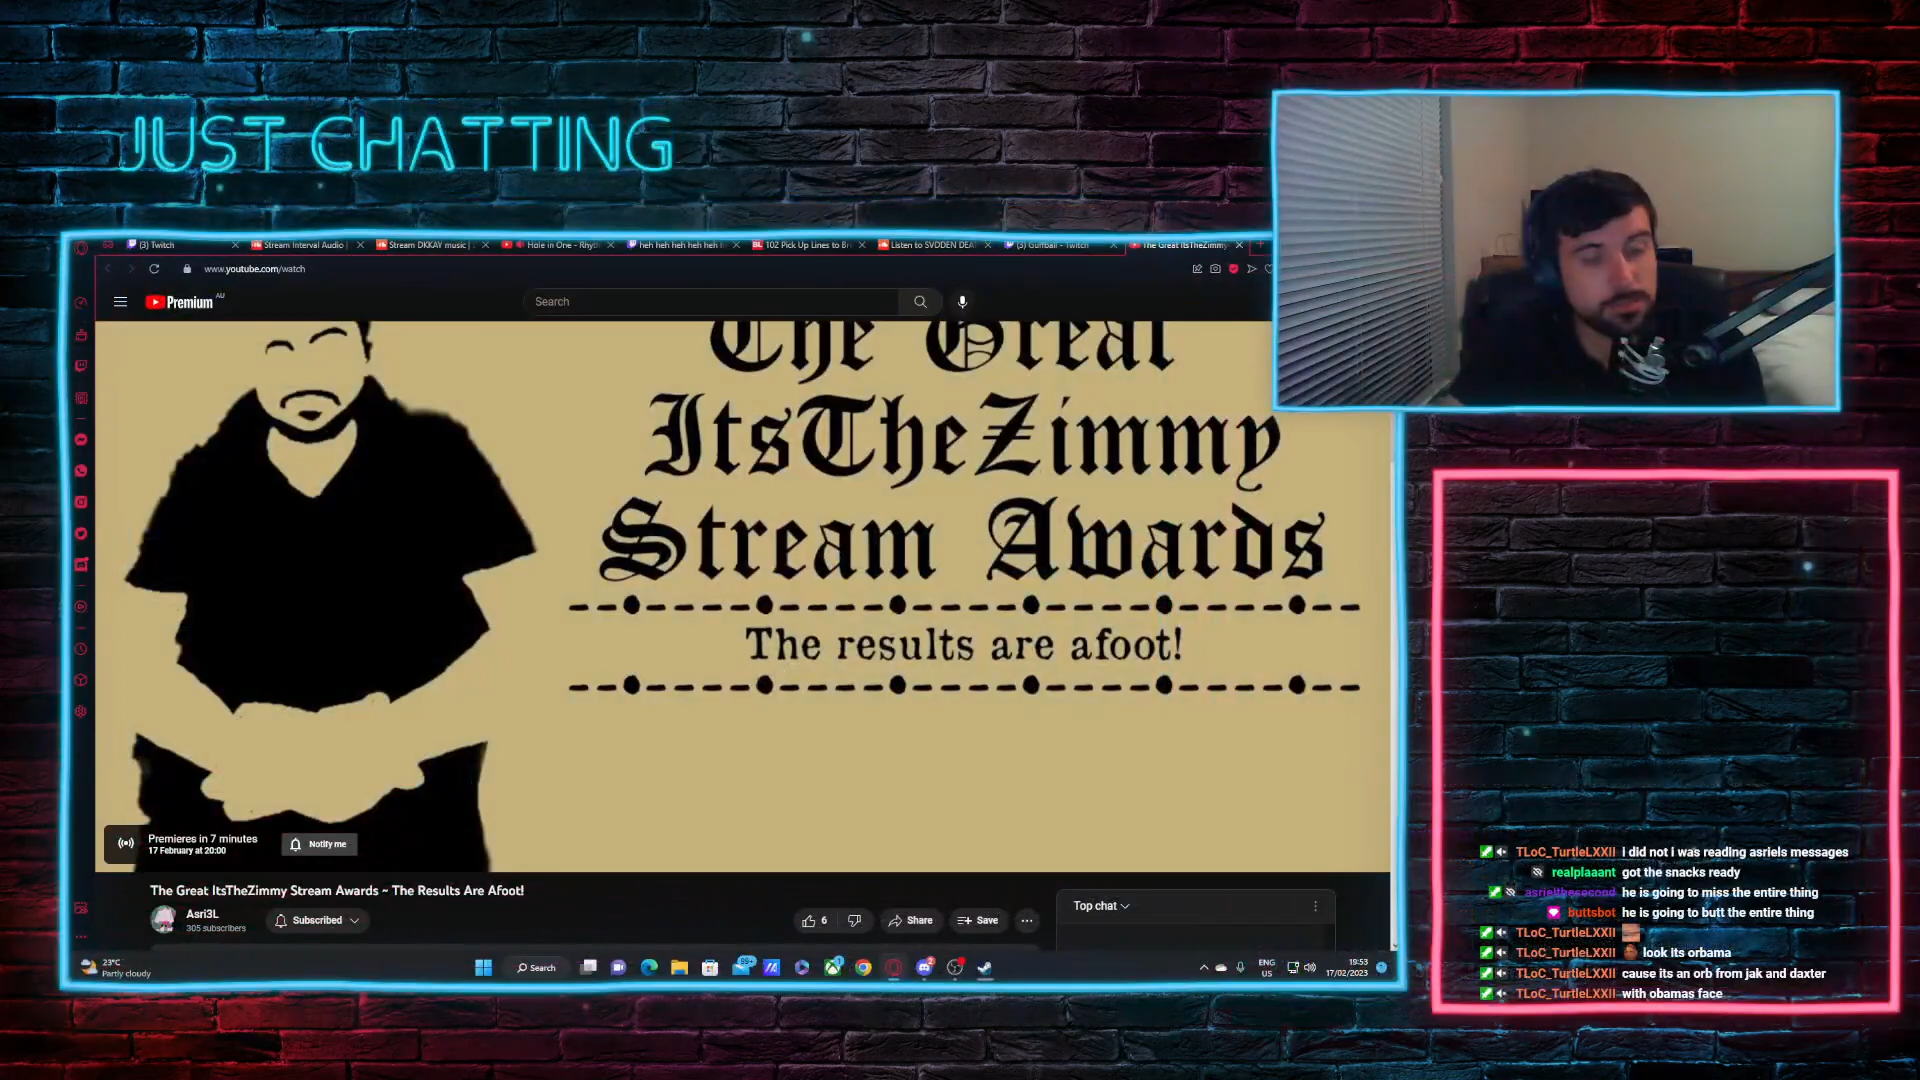 JUST CHATTING
(3) Twitch
Stream Interval Audio
Stream DKKAY music |
Hole in One - Rhyt
heh heh heh heh heh h
102 Pick Up Lines to Br
Listen to SVDDEN DEA
(3) Guffball - Twitch
The Great ItsTheZimmy
www.youtube.com/watch
Premium AU
Search
The Great
ItsTheZimmy
Stream Awards
The results are afoot!
Premieres in 7 minutes
17 February at 20:00
Notify me
The Great ItsTheZimmy Stream Awards ~ The Results Are Afoot!
Asri3L
305 subscribers
Subscribed
6
Share
Save
Top chat
23°C
Partly cloudy
Search
99+
ENG
US
19:53
17/02/2023
TLoC_TurtleLXXII i did not i was reading asriels messages
realplaaant got the snacks ready
asrielthesecond he is going to miss the entire thing
buttsbot he is going to butt the entire thing
TLoC_TurtleLXXII
TLoC_TurtleLXXII look its orbama
TLoC_TurtleLXXII cause its an orb from jak and daxter
TLoC_TurtleLXXII with obamas face